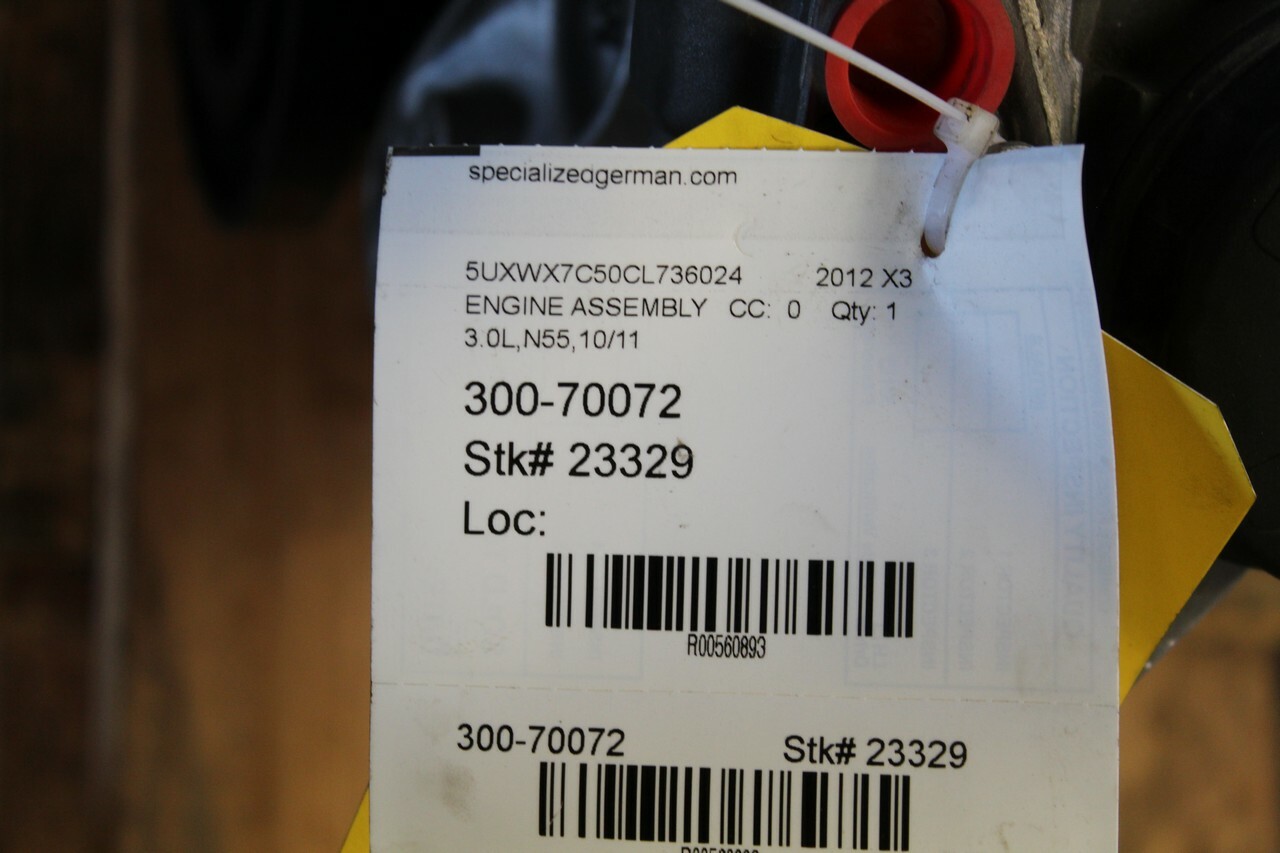 specializedgerman.com
5UXWX7C50CL736024 2012 X3
ENGINE ASSEMBLY CC: 0 Qty: 1
3.0L,N55,10/11
300-70072
Stk# 23329
Loc:
R00560893
300-70072 Stk# 23329